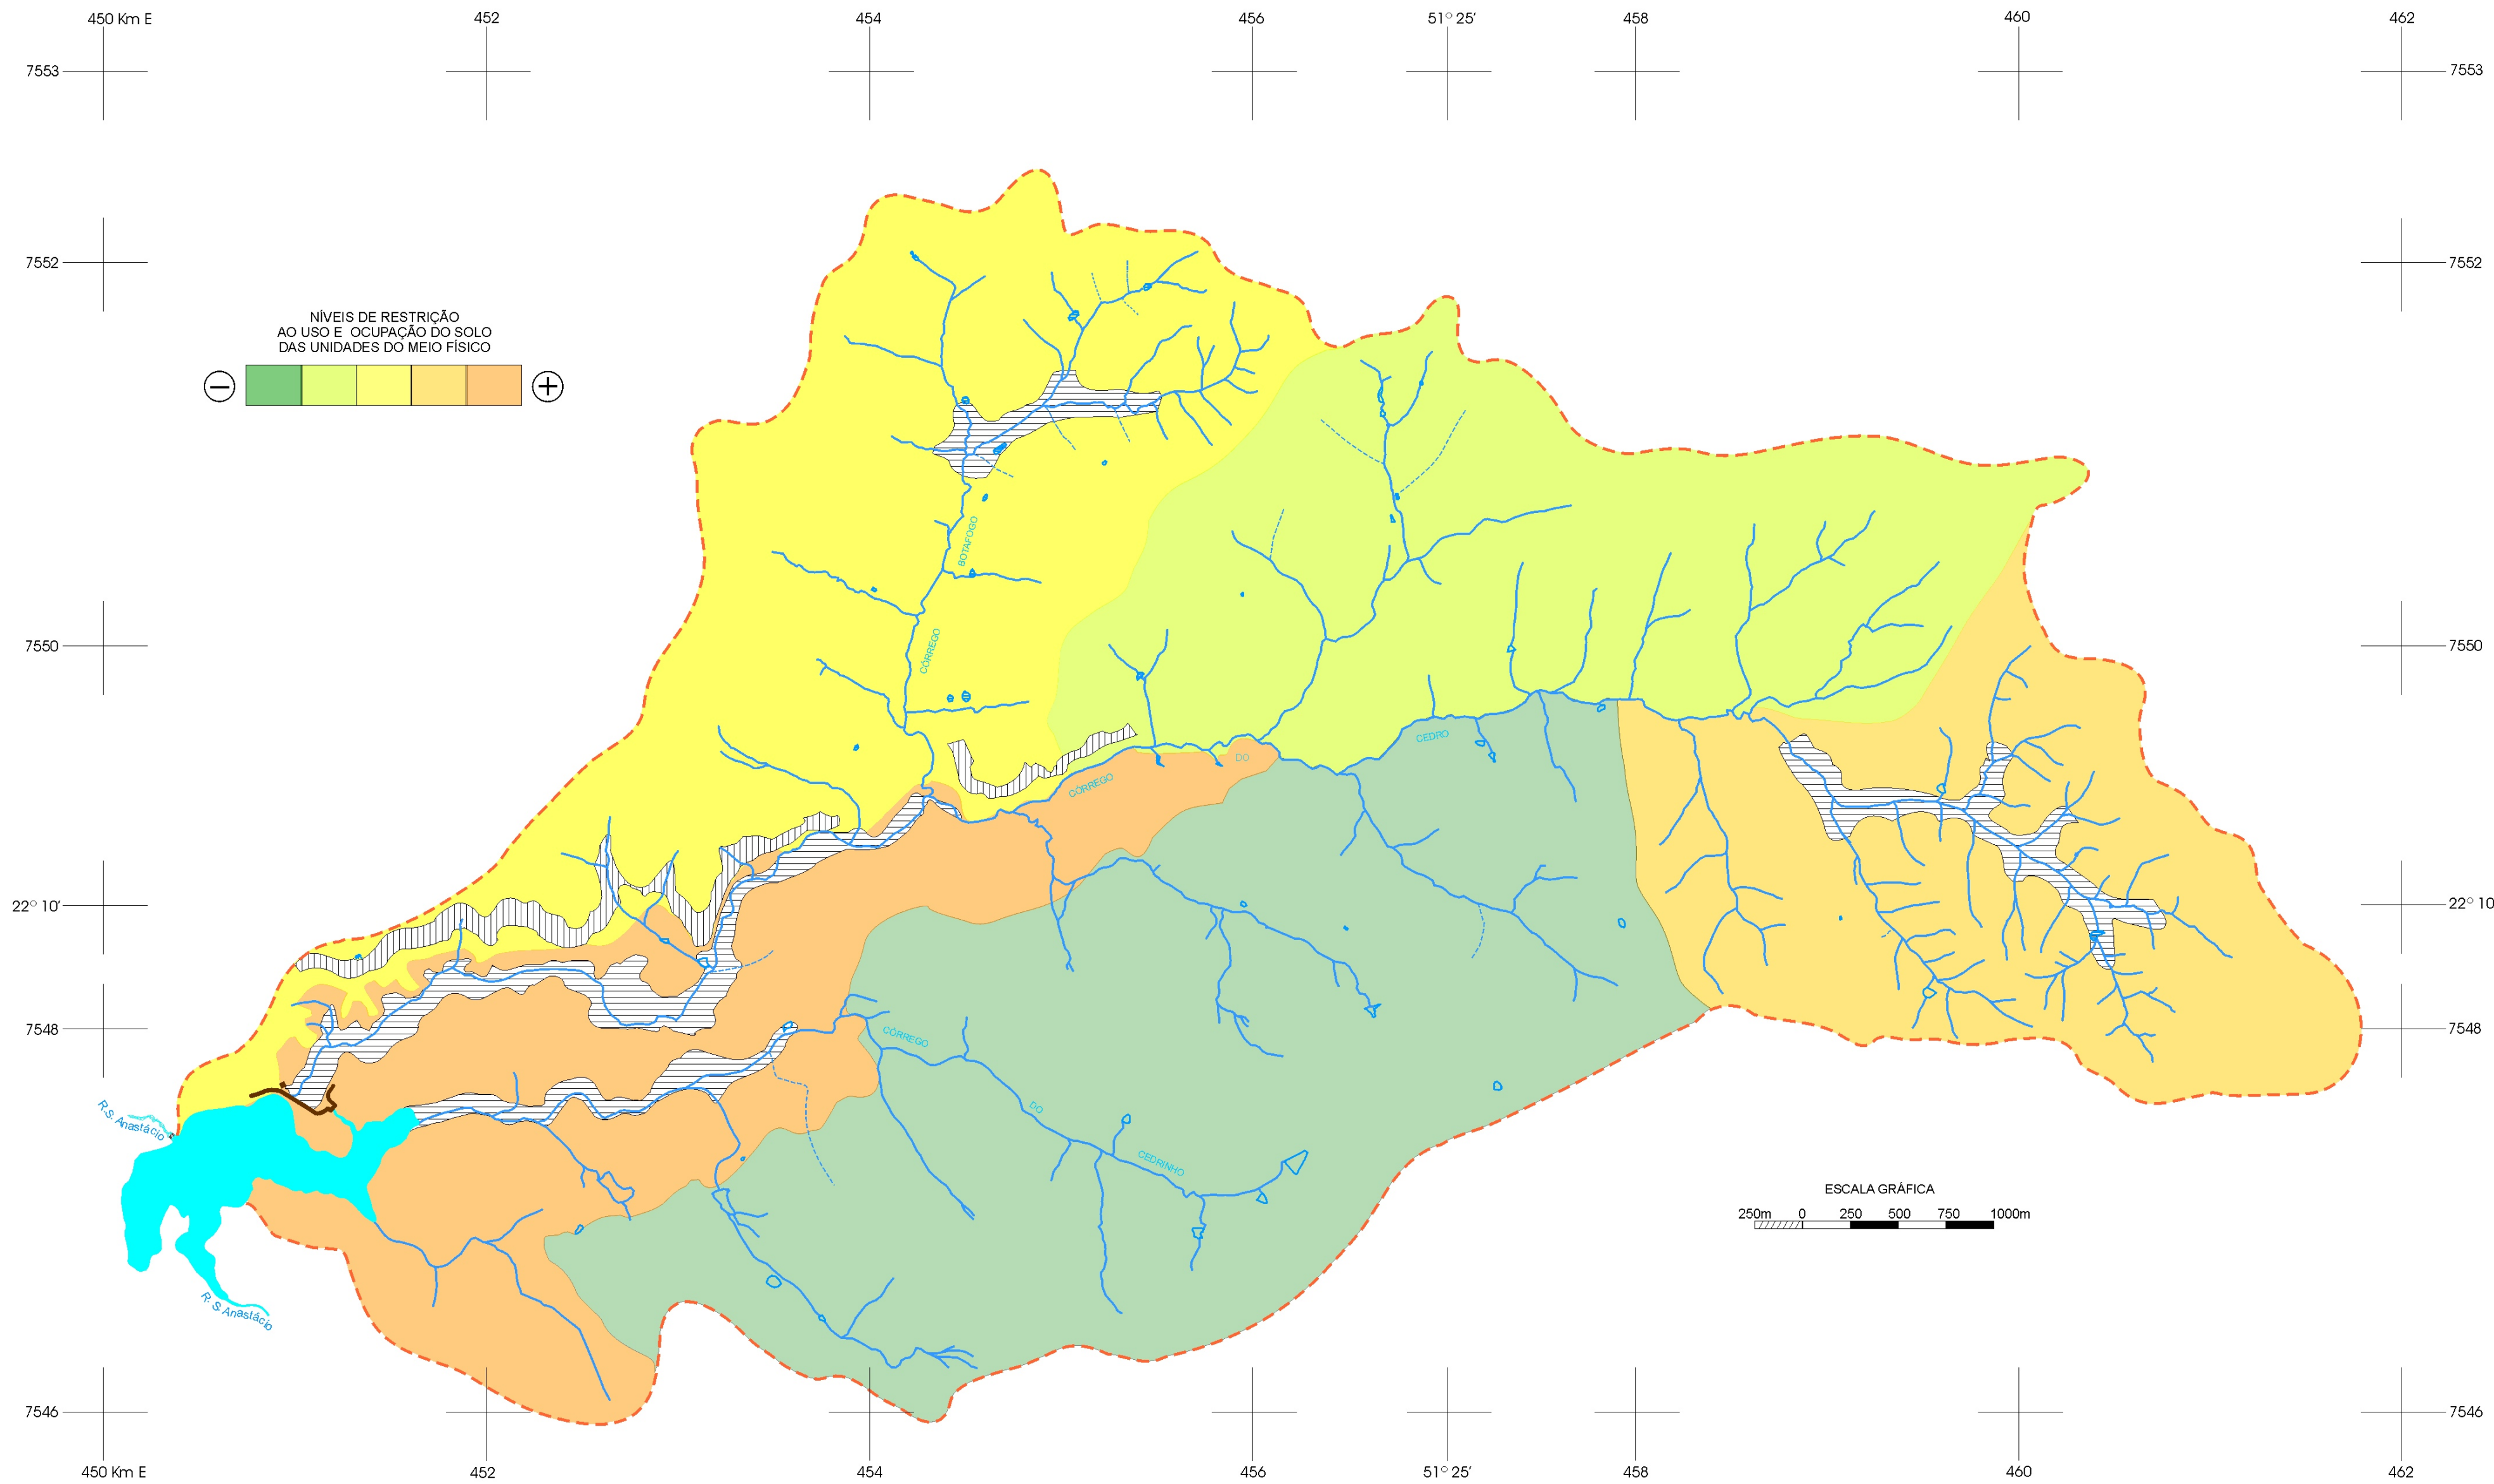 450 Km E
452
454
456
51° 25'
458
460
462
7553
7553
7552
7552
NÍVEIS DE RESTRIÇÃO
AO USO E OCUPAÇÃO DO SOLO
DAS UNIDADES DO MEIO FÍSICO
−
+
BOTAFOGO
CÓRREGO
7550
7550
CEDRO
DO
CÓRREGO
22° 10'
22° 10
7548
7548
CÓRREGO
DO
CEDRINHO
R.S. Anastácio
R. S. Anastácio
ESCALA GRÁFICA
250m 0 250 500 750 1000m
7546
7546
450 Km E
452
454
456
51° 25'
458
460
462